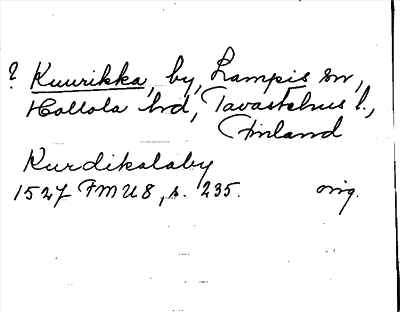 ? Kuurikka, by, Lampis sn,
Hollola hrd, Tavastehus l.,
Finland
Kurdikalaby
1527 FMU 8, s. 235. orig.